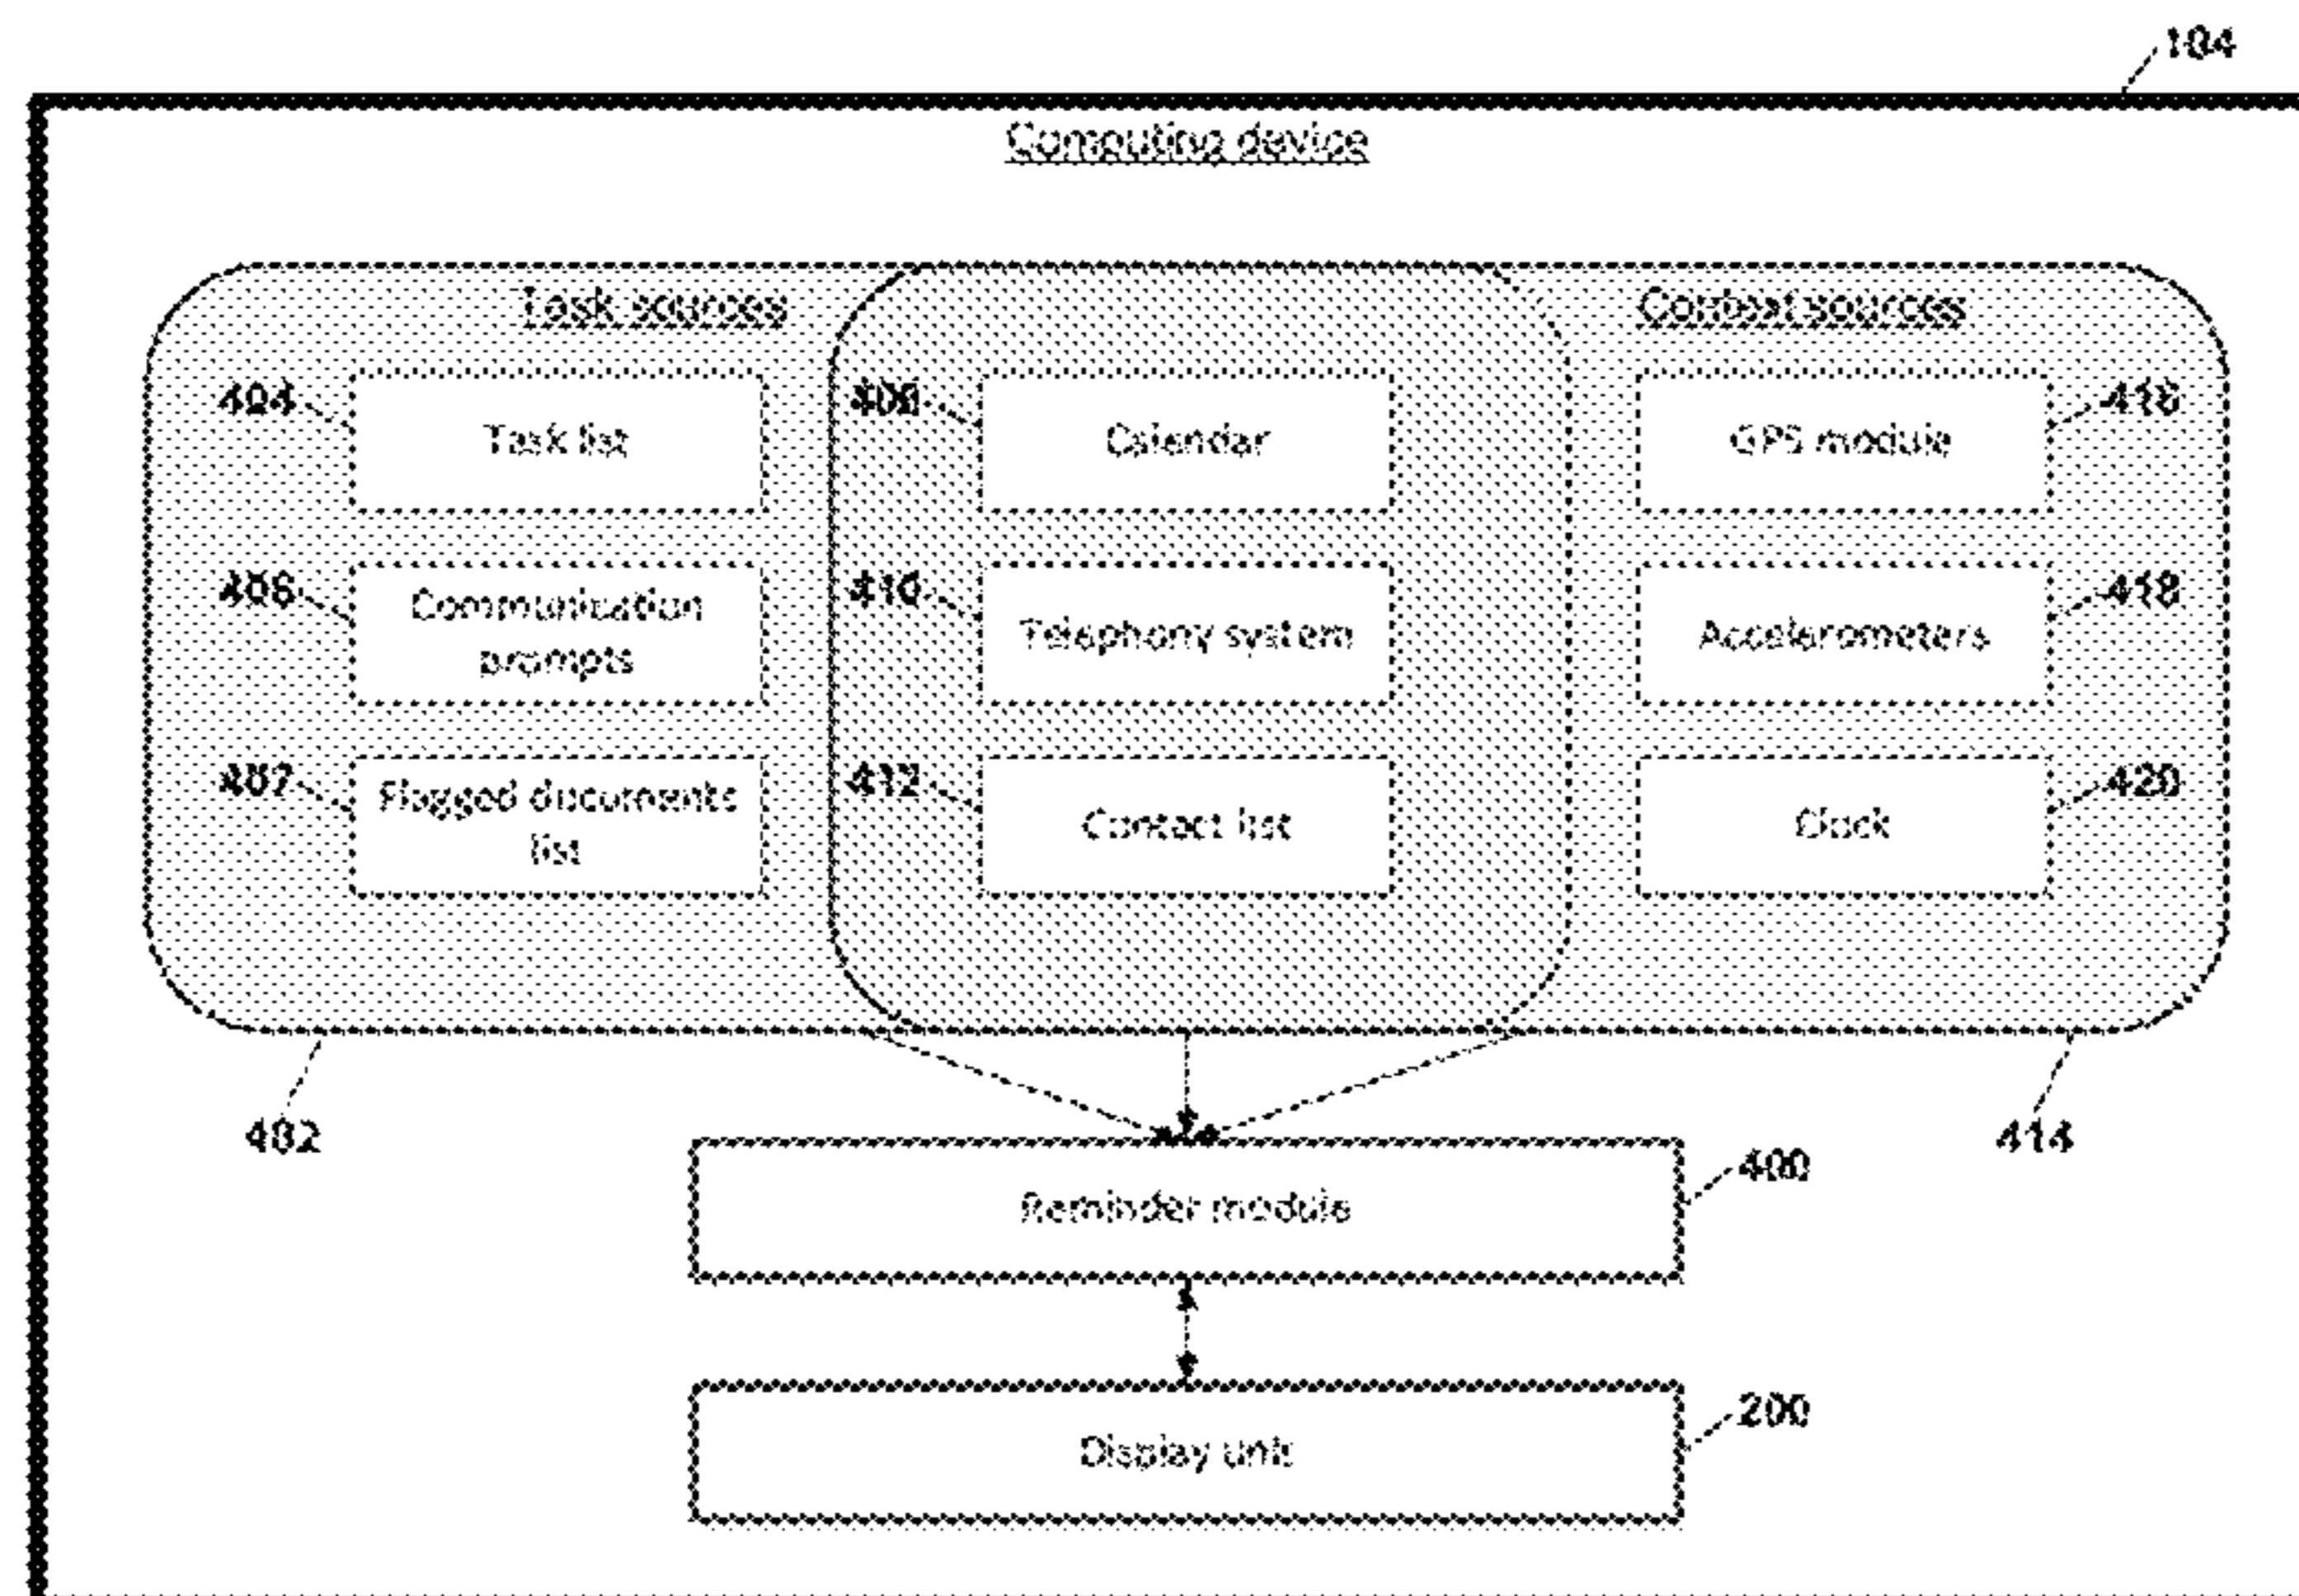 104
Computing device
Task sources
Context sources
404
Task list
408
Calendar
GPS module
416
406
Communication
prompts
410
Telephony system
Accelerometers
418
407
Flagged documents
list
412
Contact list
Clock
420
402
414
Reminder module
400
Display unit
200